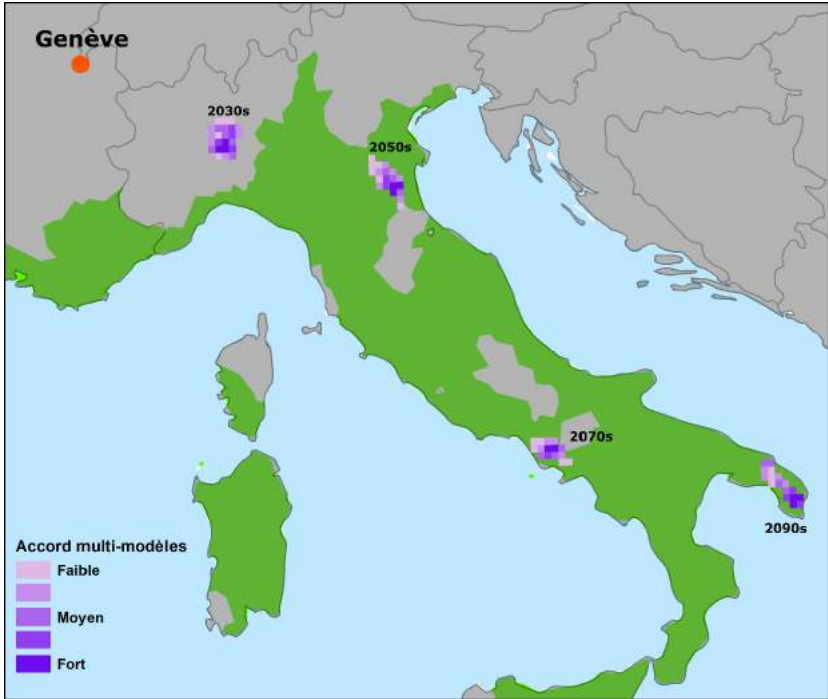 Genève
2030s
2050s
2070s
2090s
Accord multi-modèles
Faible
Moyen
Fort